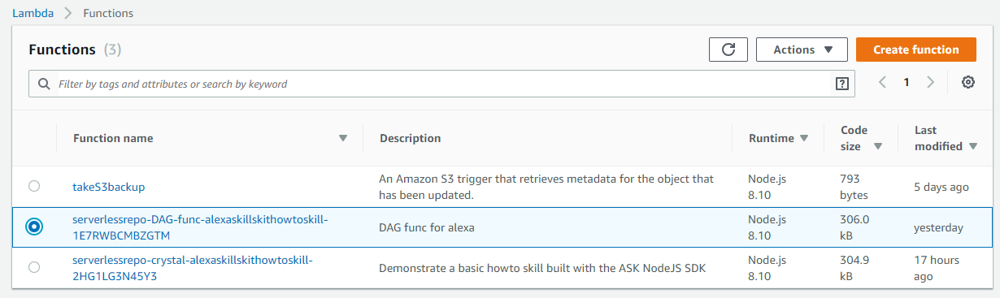 Lambda > Functions
Functions (3)
Actions
Create function
Filter by tags and attributes or search by keyword
?
1
Function name
Description
Runtime
Code size
Last modified
takeS3backup
An Amazon S3 trigger that retrieves metadata for the object that
has been updated.
Node.js
8.10
793
bytes
5 days ago
serverlessrepo-DAG-func-alexaskillskithowtoskill-
1E7RWBCMBZGTM
DAG func for alexa
Node.js
8.10
306.0
kB
yesterday
serverlessrepo-crystal-alexaskillskithowtoskill-
2HG1LG3N45Y3
Demonstrate a basic howto skill built with the ASK NodeJS SDK
Node.js
8.10
304.9
kB
17 hours
ago